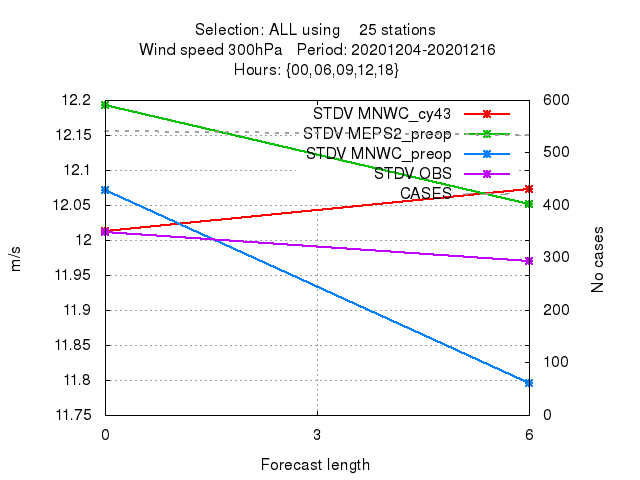 Selection: ALL using 25 stations
Wind speed 300hPa Period: 20201204-20201216
Hours: {00,06,09,12,18}
12.2
12.15
12.1
12.05
12
11.95
11.9
11.85
11.8
11.75
600
500
400
300
200
100
0
m/s
No cases
STDV MNWC_cy43
STDV MEPS2_preop
STDV MNWC_preop
STDV OBS
CASES
0 3 6
Forecast length